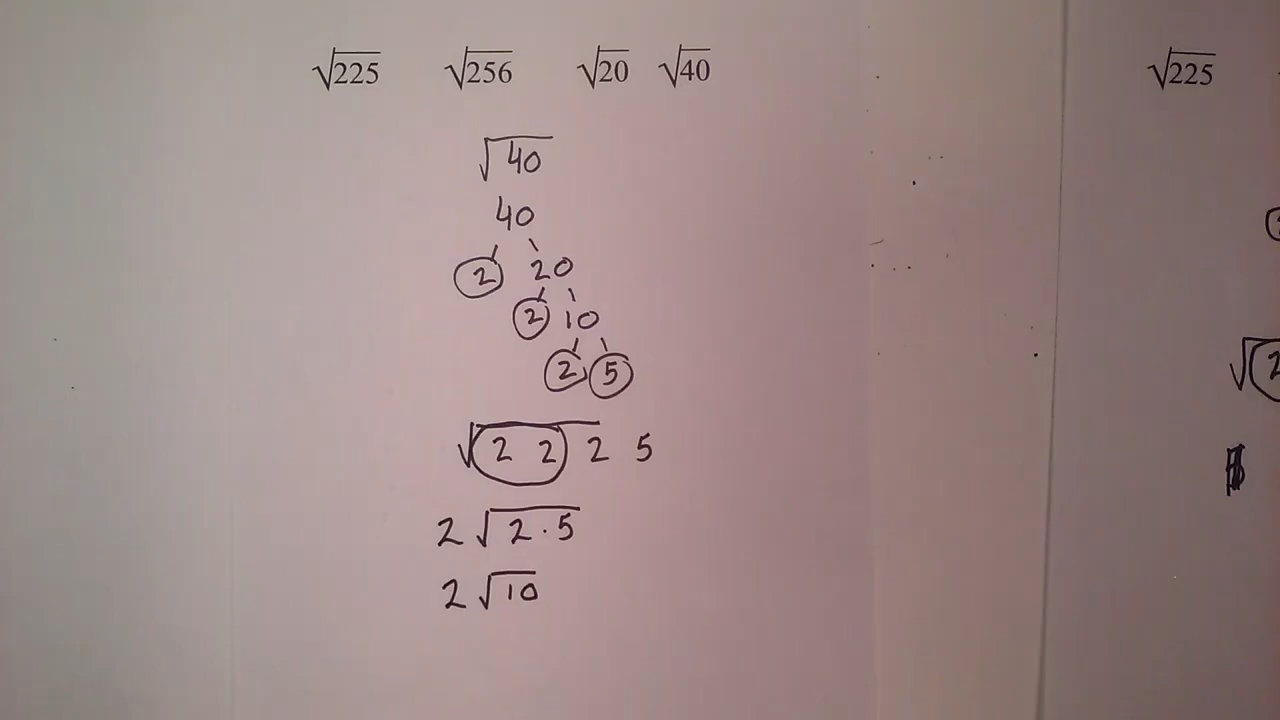 √225 √256 √20 √40 √225
√40
40
2 20
2 10
2 5
√2 2 2 5
2 √2 · 5
2 √10